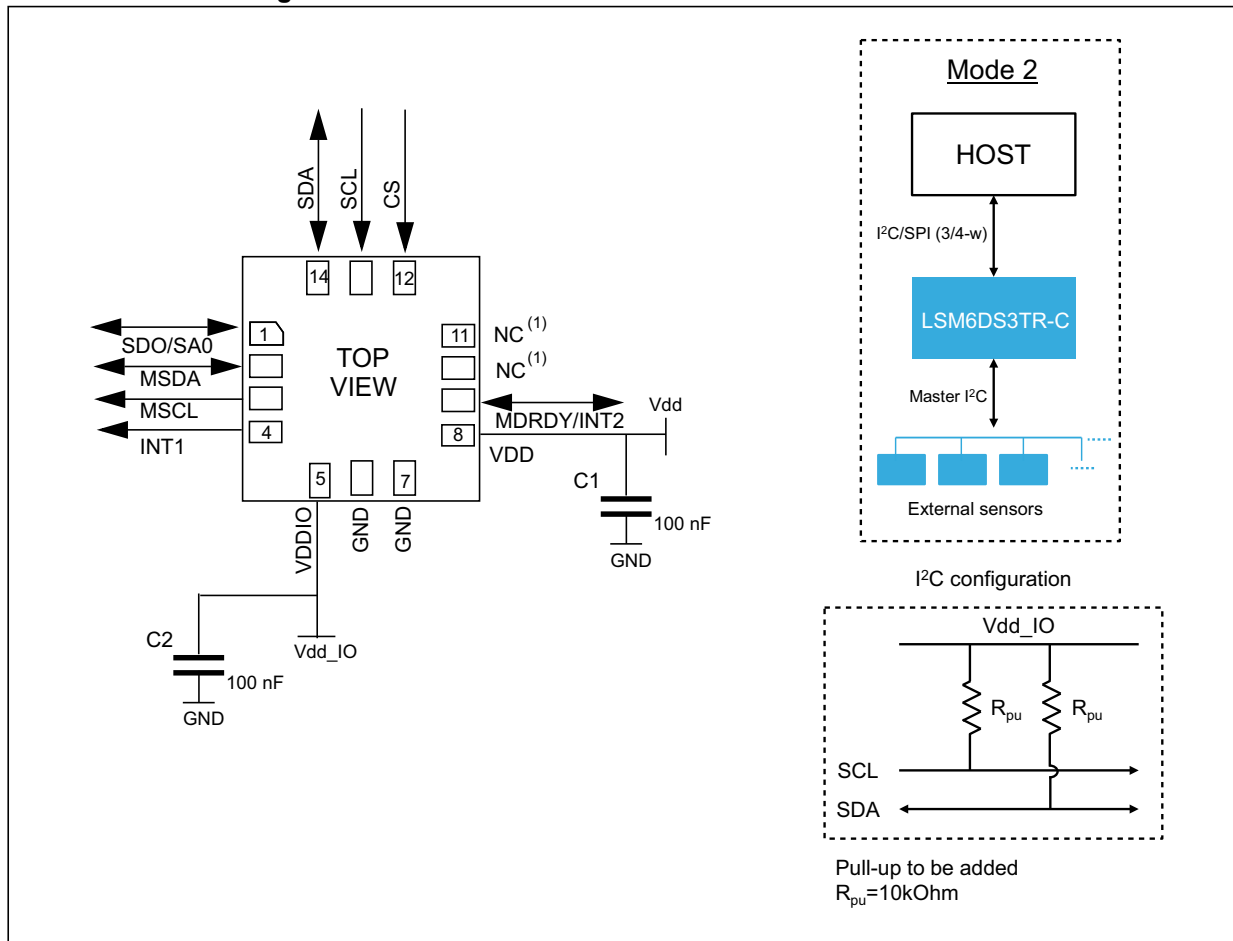 SDA
SCL
CS
14
12
1
11
NC(1)
SDO/SA0
TOP
VIEW
NC(1)
MSDA
MSCL
MDRDY/INT2
Vdd
4
8
INT1
VDD
5
7
C1
100 nF
GND
VDDIO
GND
GND
C2
100 nF
GND
Vdd_IO
Mode 2
HOST
I²C/SPI (3/4-w)
LSM6DS3TR-C
Master I²C
External sensors
I²C configuration
Vdd_IO
Rpu
Rpu
SCL
SDA
Pull-up to be added
Rpu=10kOhm